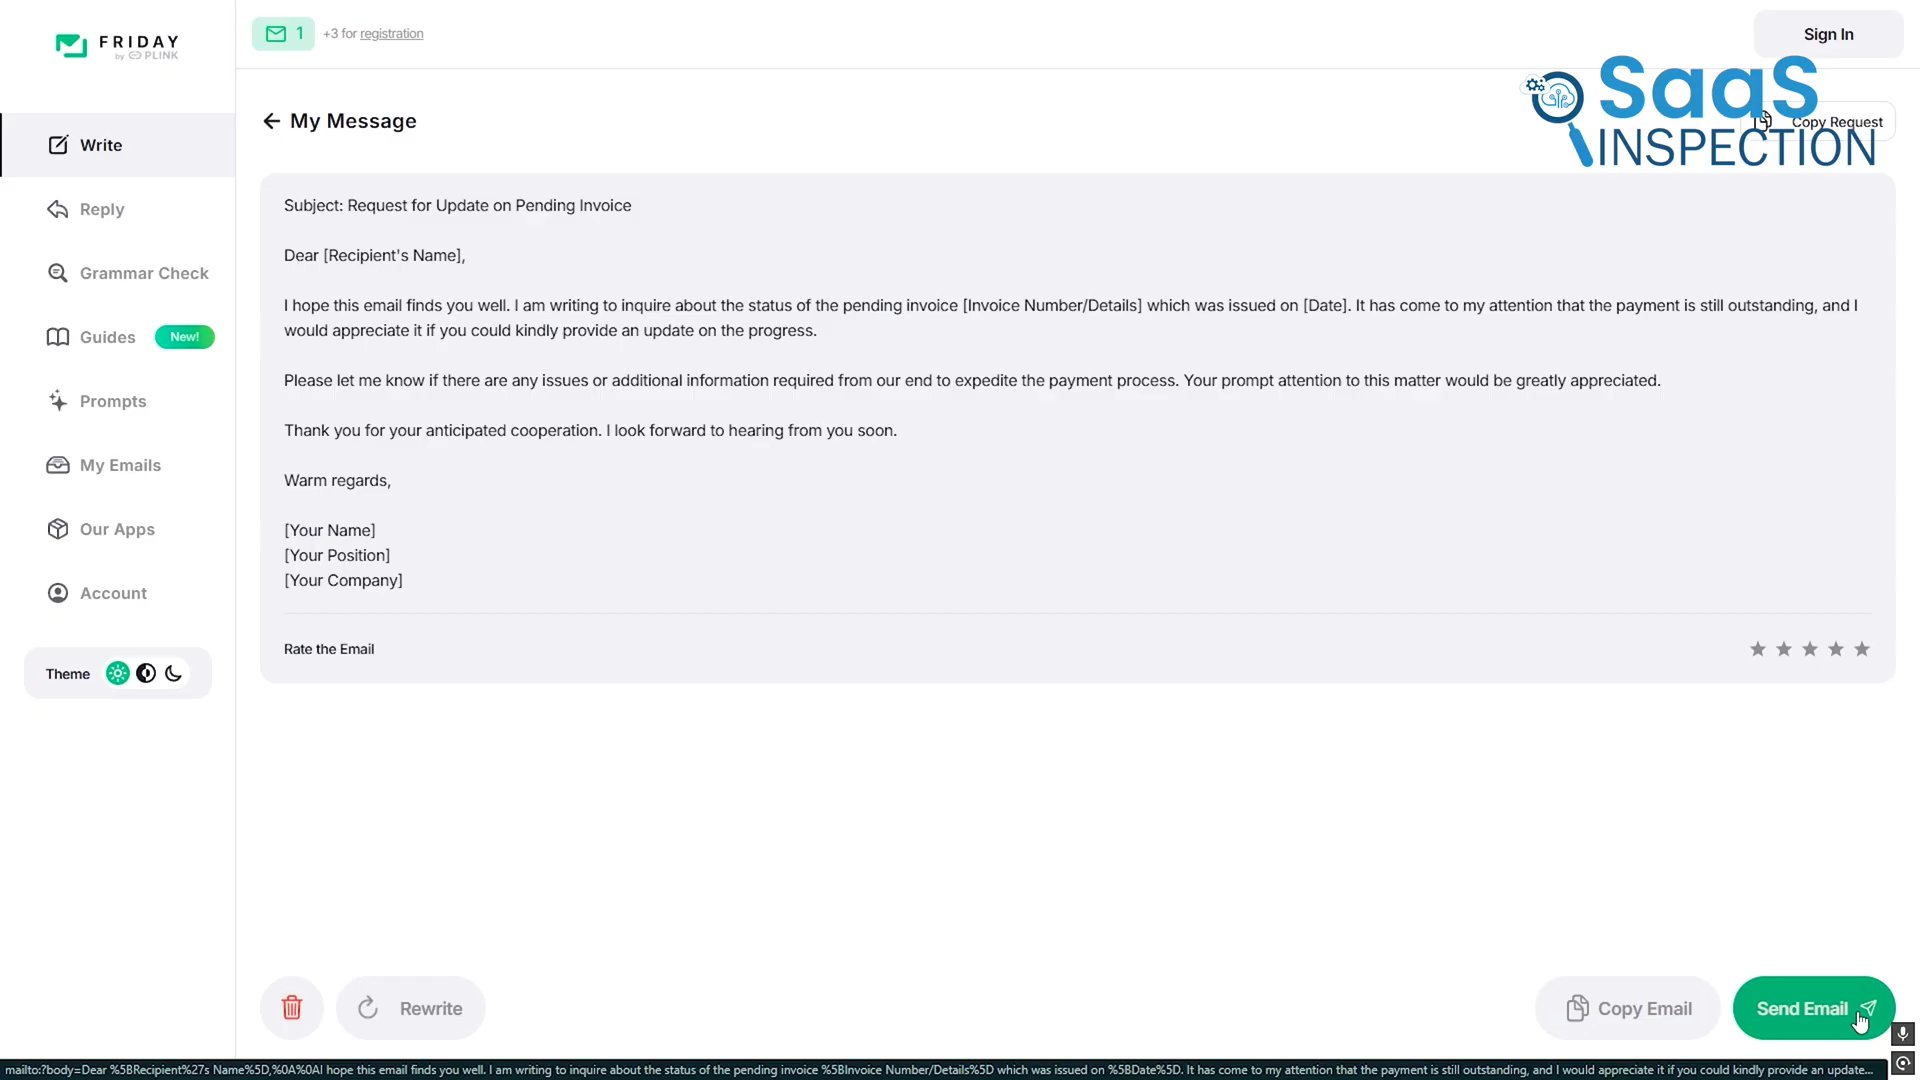 FRIDAY
by PLINK
1
+3 for registration
Sign In
SaaS
INSPECTION
Write
Reply
Grammar Check
Guides
New!
Prompts
My Emails
Our Apps
Account
Theme
My Message
Copy Request
Subject: Request for Update on Pending Invoice
Dear [Recipient's Name],
I hope this email finds you well. I am writing to inquire about the status of the pending invoice [Invoice Number/Details] which was issued on [Date]. It has come to my attention that the payment is still outstanding, and I
would appreciate it if you could kindly provide an update on the progress.
Please let me know if there are any issues or additional information required from our end to expedite the payment process. Your prompt attention to this matter would be greatly appreciated.
Thank you for your anticipated cooperation. I look forward to hearing from you soon.
Warm regards,
[Your Name]
[Your Position]
[Your Company]
Rate the Email
Rewrite
Copy Email
Send Email
mailto:?body=Dear %5BRecipient%27s Name%5D,%0A%0AI hope this email finds you well. I am writing to inquire about the status of the pending invoice %5BInvoice Number/Details%5D which was issued on %5BDate%5D. It has come to my attention that the payment is still outstanding, and I would appreciate it if you could kindly provide an update...